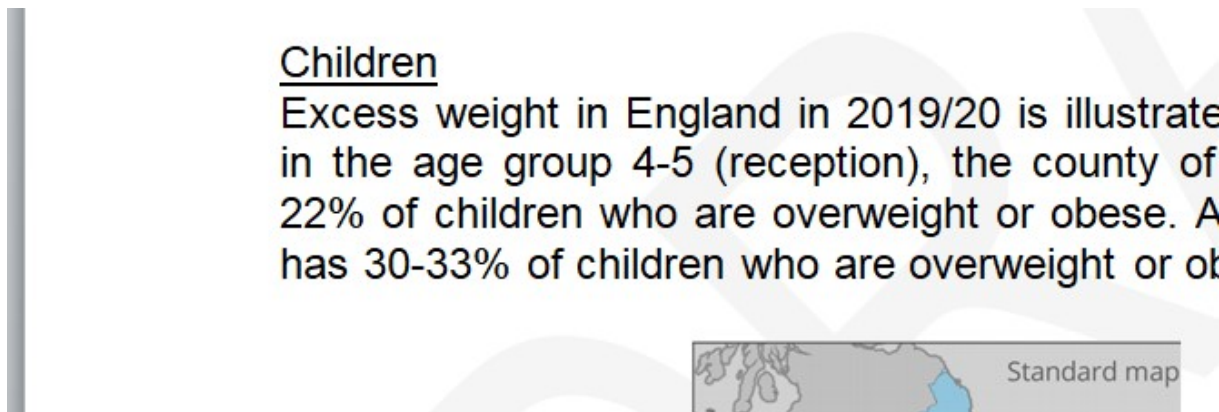 Children
Excess weight in England in 2019/20 is illustrate
in the age group 4-5 (reception), the county of
22% of children who are overweight or obese. A
has 30-33% of children who are overweight or ob
Standard map